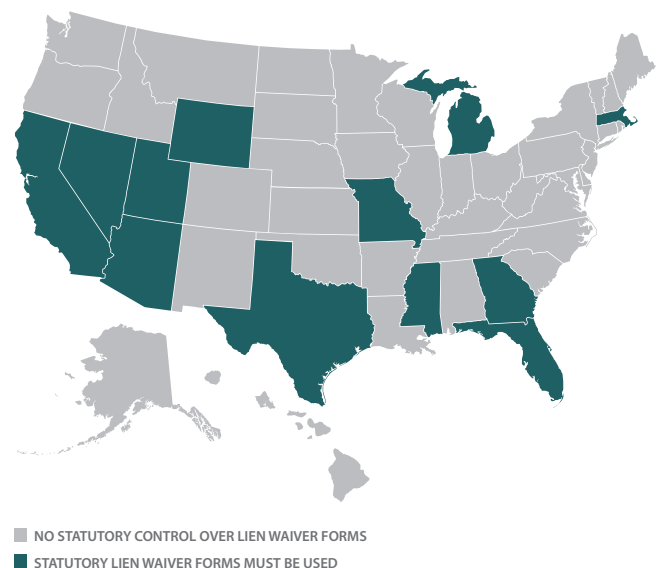 NO STATUTORY CONTROL OVER LIEN WAIVER FORMS
STATUTORY LIEN WAIVER FORMS MUST BE USED